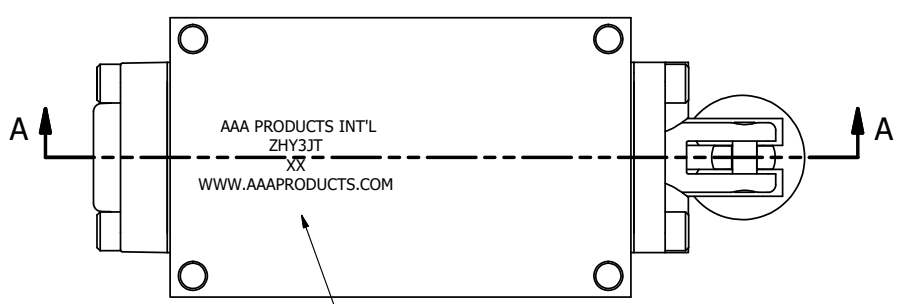 A
A
AAA PRODUCTS INT'L
ZHY3JT
XX
WWW.AAAPRODUCTS.COM